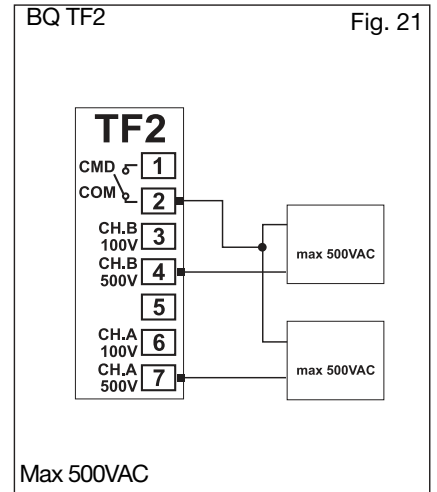 BQ TF2
Fig. 21
TF2
CMD 1
COM 2
CH.B
100V 3
CH.B
500V 4
5
CH.A
100V 6
CH.A
500V 7
max 500VAC
max 500VAC
Max 500VAC